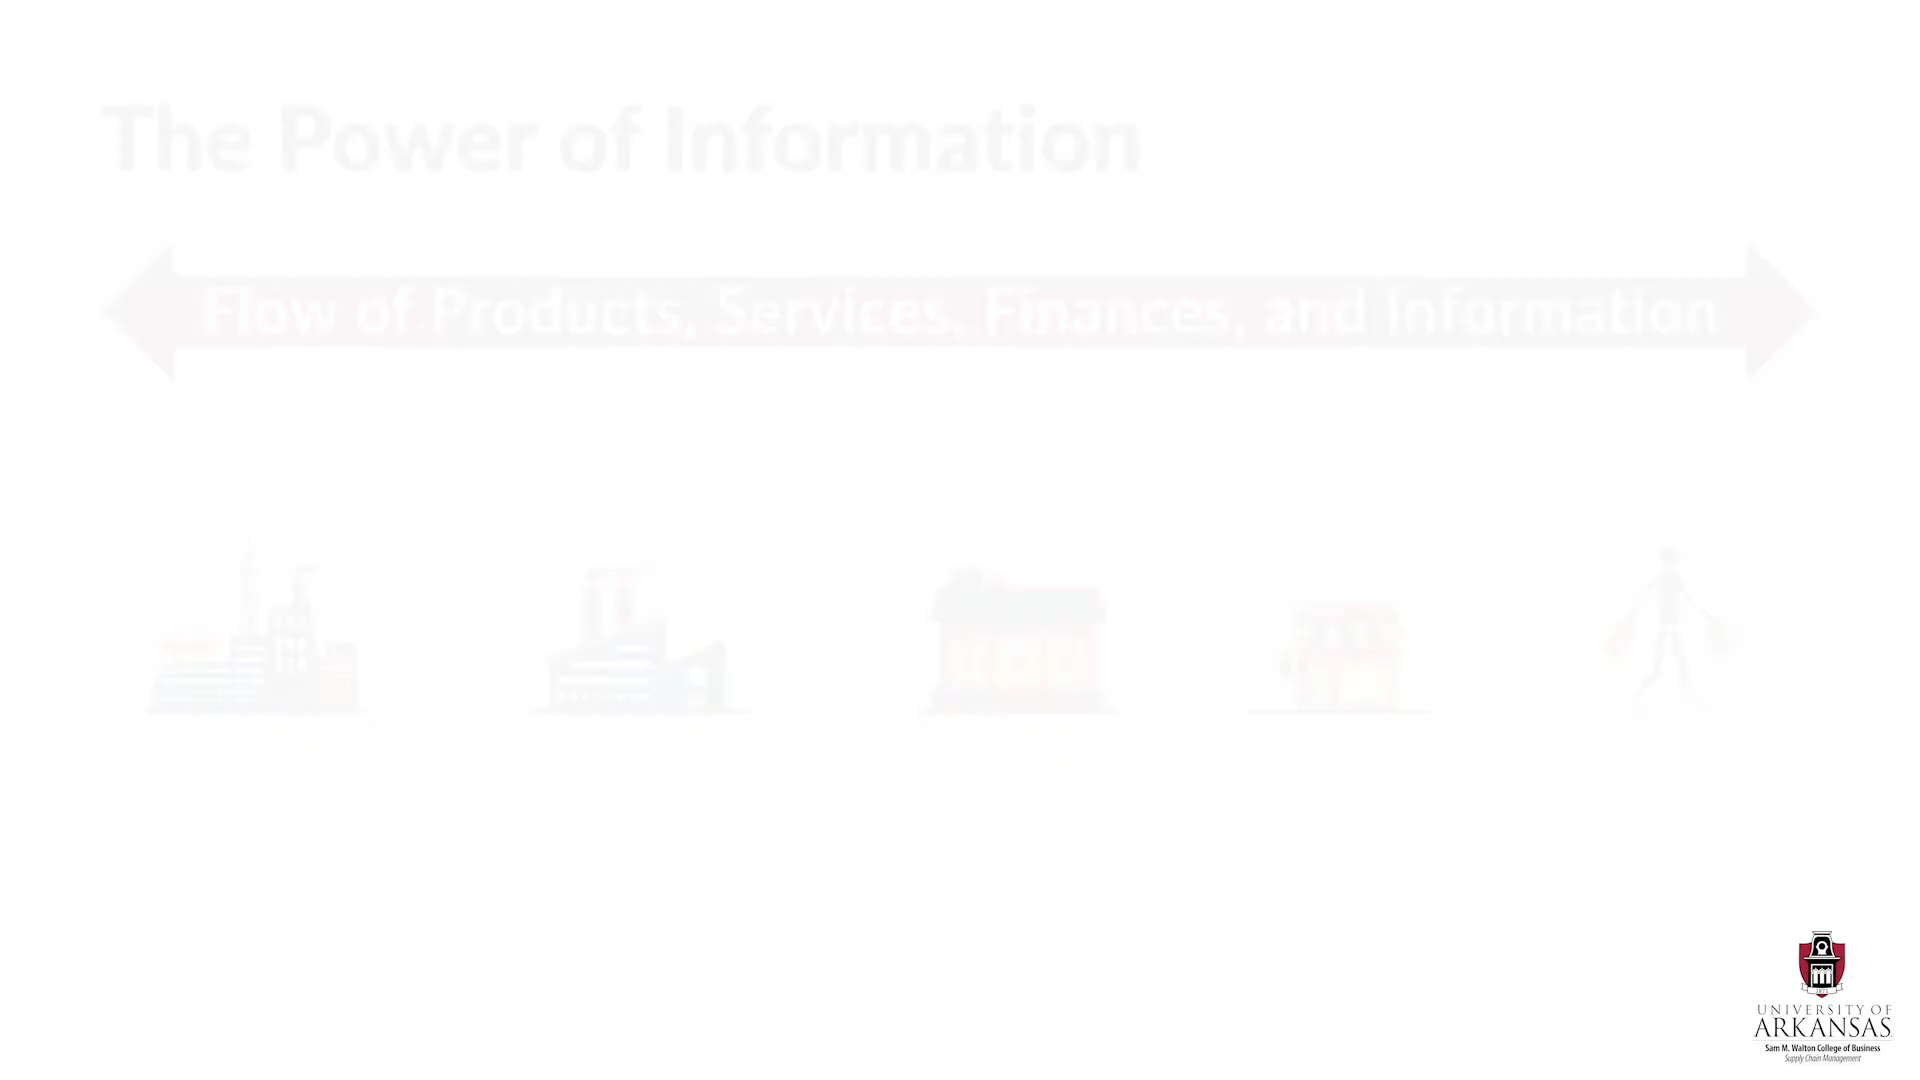 The Power of Information
Flow of Products, Services, Finances, and Information
1871
UNIVERSITY OF
ARKANSAS
Sam M. Walton College of Business
Supply Chain Management